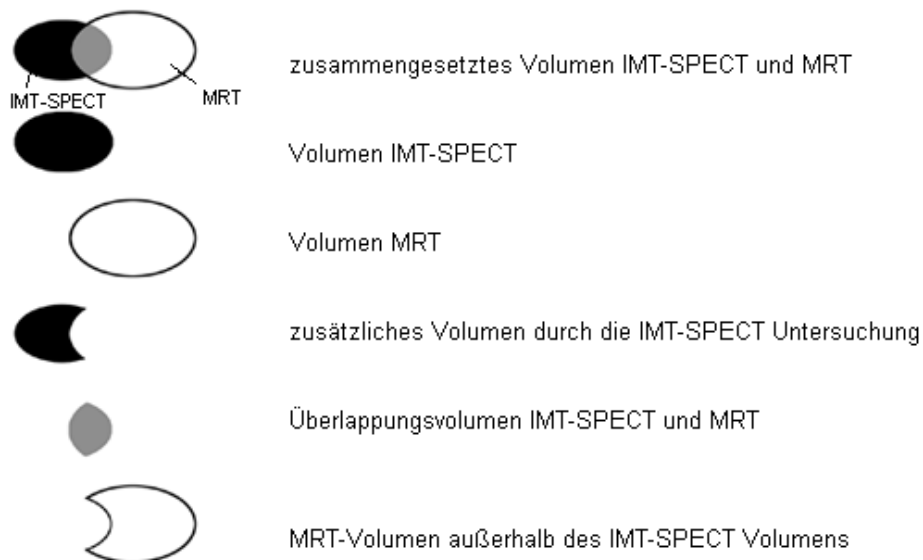 zusammengesetztes Volumen IMT-SPECT und MRT
IMT-SPECT
MRT
Volumen IMT-SPECT
Volumen MRT
zusätzliches Volumen durch die IMT-SPECT Untersuchung
Überlappungsvolumen IMT-SPECT und MRT
MRT-Volumen außerhalb des IMT-SPECT Volumens